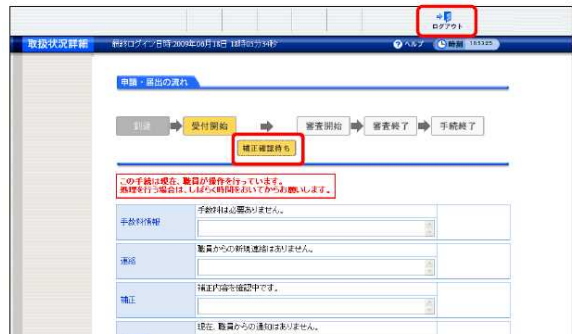 ログアウト
取扱状況詳細
最終ログイン日時:2009年08月18日 18時05分34秒
ヘルプ
時刻
申請・届出の流れ
到達
受付開始
審査開始
審査終了
手続終了
補正確認待ち
この手続は現在、職員が操作を行っています。
処理を行う場合は、しばらく時間をおいてからお願いします。
手数料情報
手数料は必要ありません。
連絡
職員からの新規連絡はありません。
補正
補正内容を確認中です。
現在、職員からの通知はありません。